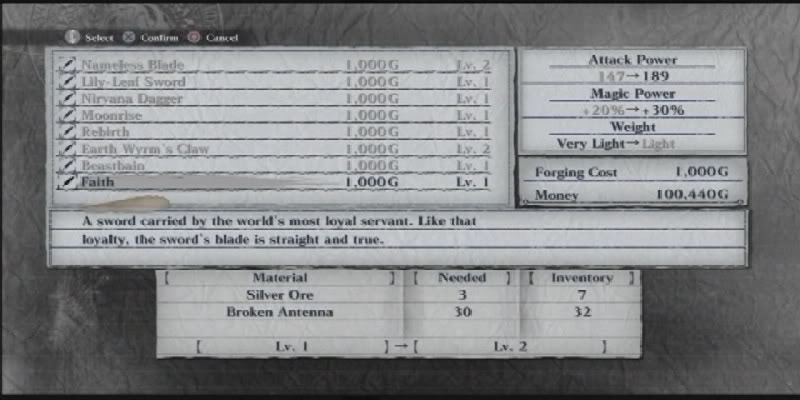 Select Confirm Cancel
Nameless Blade 1,000G Lv. 2
Lily-Leaf Sword 1,000G Lv. 1
Nirvana Dagger 1,000G Lv. 1
Moonrise 1,000G Lv. 1
Rebirth 1,000G Lv. 1
Earth Wyrm's Claw 1,000G Lv. 2
Beastbain 1,000G Lv. 1
Faith 1,000G Lv. 1
Attack Power
147→189
Magic Power
+20%→+30%
Weight
Very Light→Light
Forging Cost 1,000G
Money 100,440G
A sword carried by the world's most loyal servant. Like that
loyalty, the sword's blade is straight and true.
[ Material ] [ Needed ] [ Inventory ]
Silver Ore 3 7
Broken Antenna 30 32
[ Lv. 1 ]→[ Lv. 2 ]